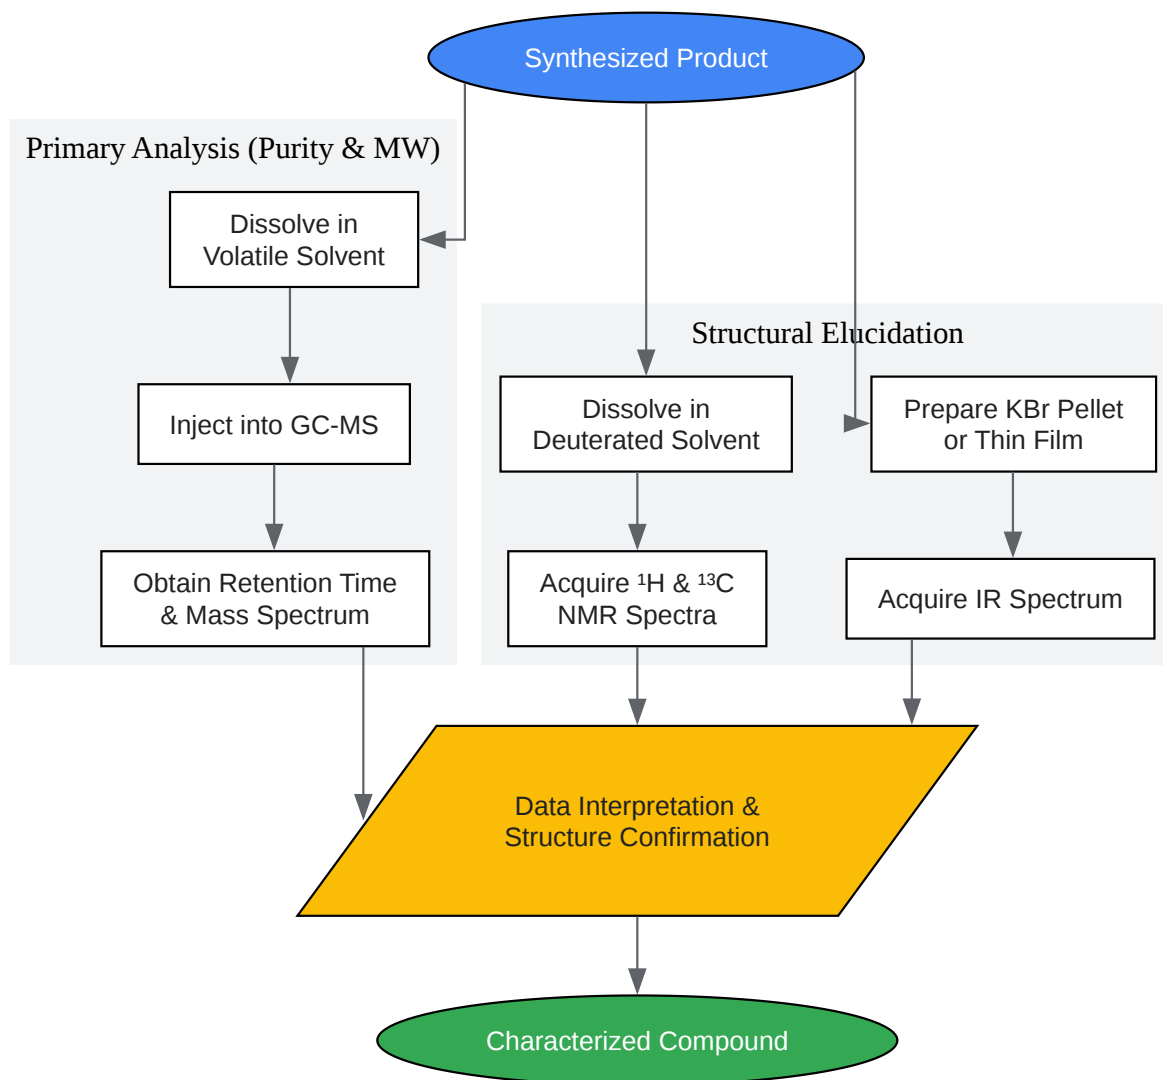 Synthesized Product
Primary Analysis (Purity & MW)
Dissolve in
Volatile Solvent
Inject into GC-MS
Obtain Retention Time
& Mass Spectrum
Structural Elucidation
Dissolve in
Deuterated Solvent
Acquire ¹H & ¹³C
NMR Spectra
Prepare KBr Pellet
or Thin Film
Acquire IR Spectrum
Data Interpretation &
Structure Confirmation
Characterized Compound